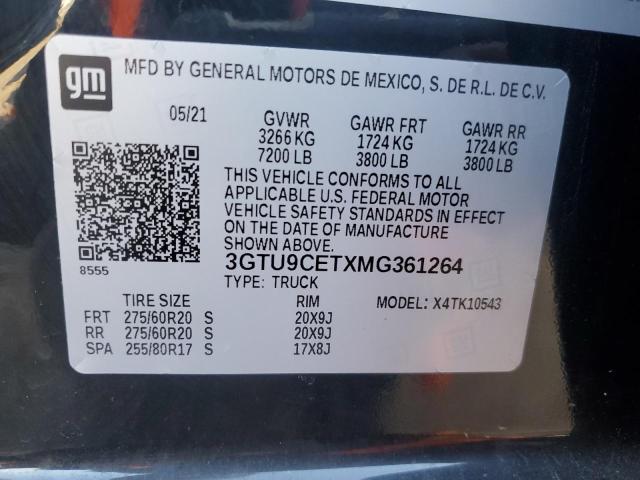 gm
MFD BY GENERAL MOTORS DE MEXICO, S. DE R.L. DE C.V.
05/21 GVWR GAWR FRT GAWR RR
3266 KG 1724 KG 1724 KG
7200 LB 3800 LB 3800 LB
THIS VEHICLE CONFORMS TO ALL
APPLICABLE U.S. FEDERAL MOTOR
VEHICLE SAFETY STANDARDS IN EFFECT
ON THE DATE OF MANUFACTURE
SHOWN ABOVE.
8555
3GTU9CETXMG361264
TYPE: TRUCK MODEL: X4TK10543
TIRE SIZE RIM
FRT 275/60R20 S 20X9J
RR 275/60R20 S 20X9J
SPA 255/80R17 S 17X8J